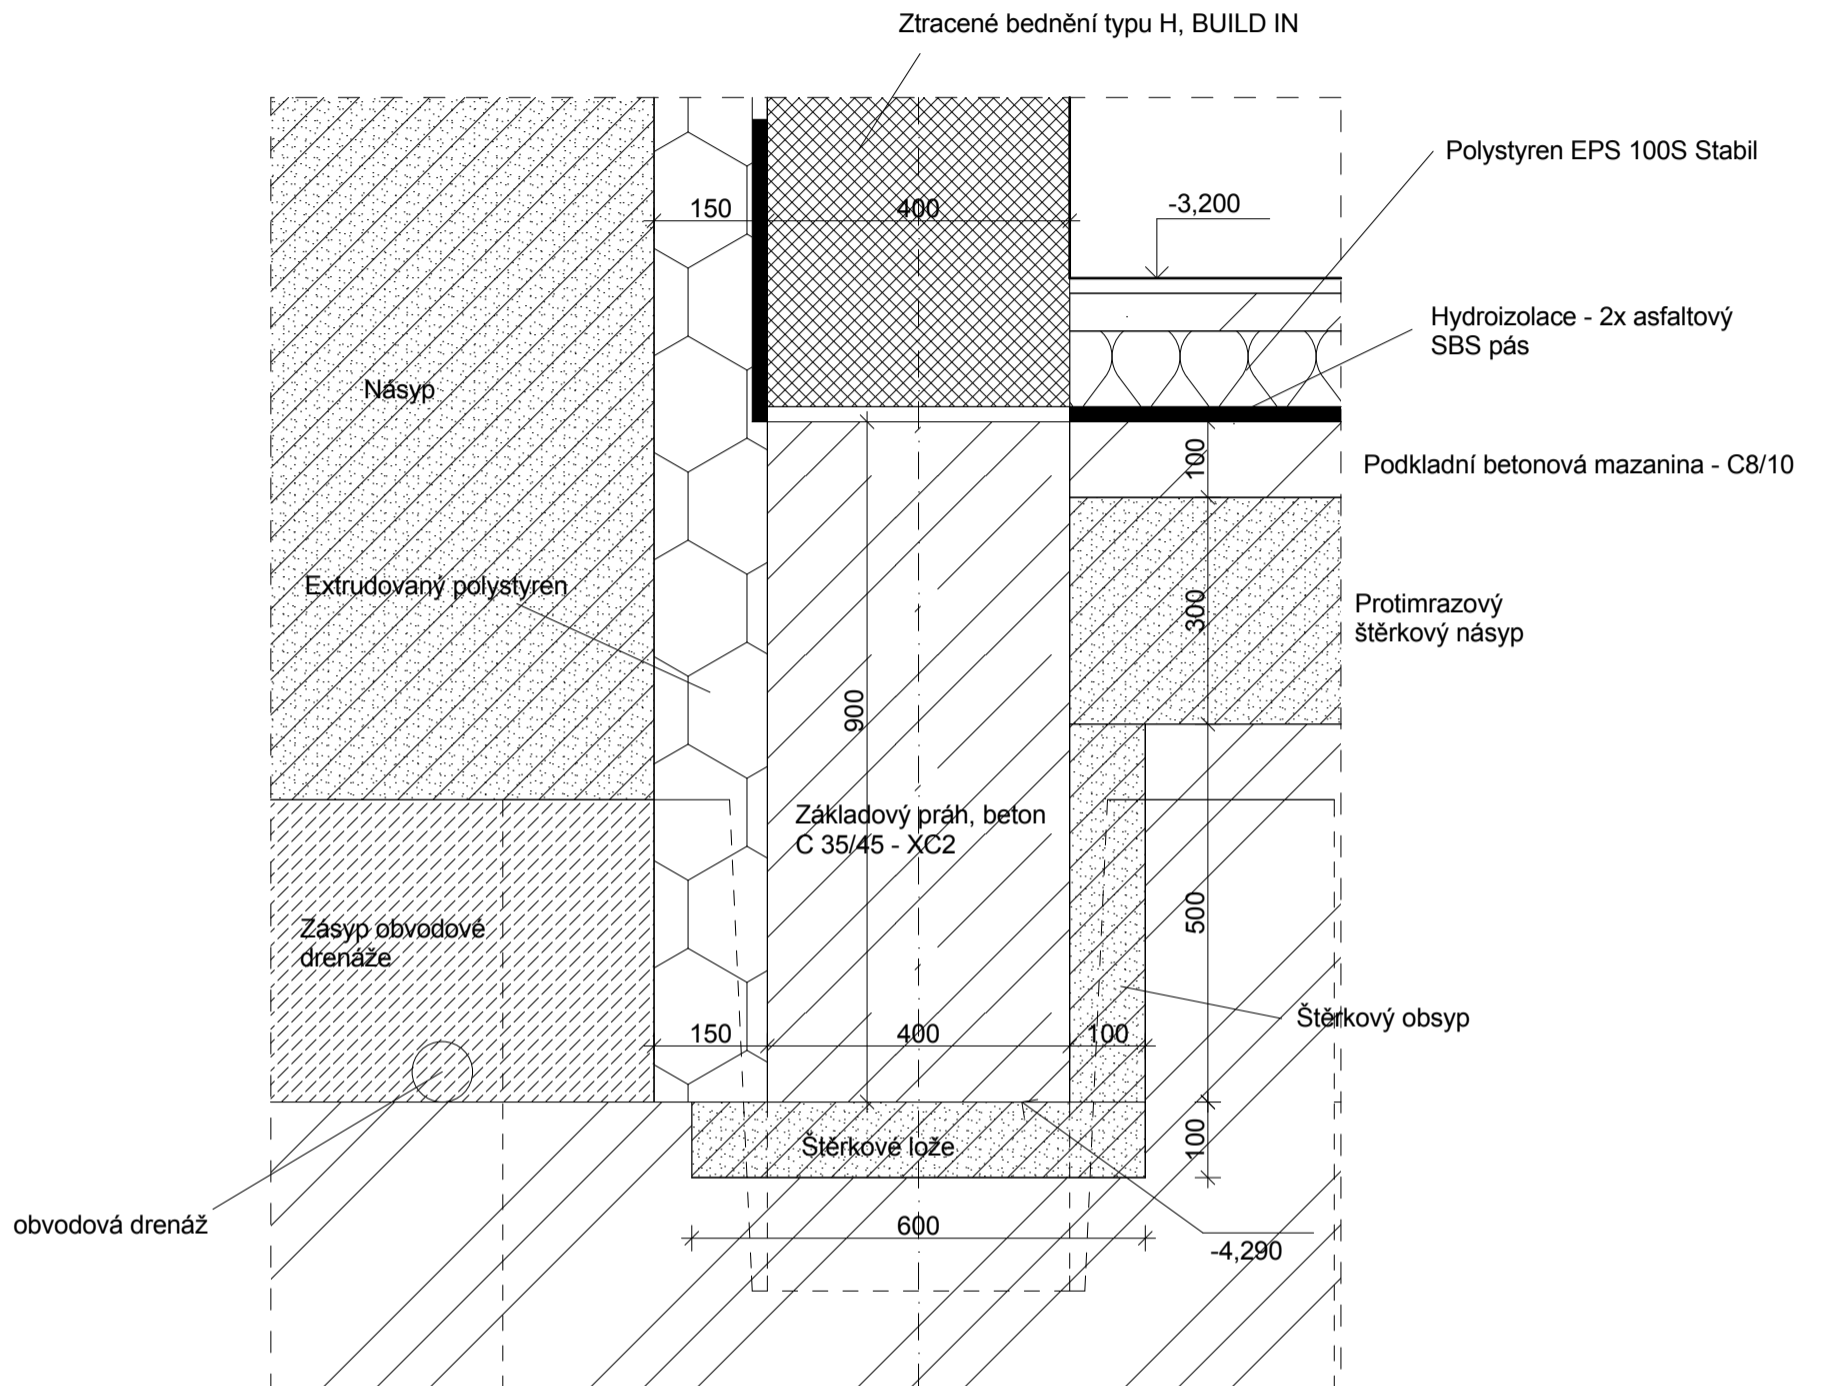 Ztracené bednění typu H, BUILD IN
Polystyren EPS 100S Stabil
150
400
-3,200
Hydroizolace - 2x asfaltový
SBS pás
Násyp
100
Podkladní betonová mazanina - C8/10
Extrudovaný polystyren
300
Protimrazový
štěrkový násyp
900
Základový práh, beton
C 35/45 - XC2
500
Zásyp obvodové
drenáže
Štěrkový obsyp
150
400
100
Štěrkové lože
100
obvodová drenáž
600
-4,290